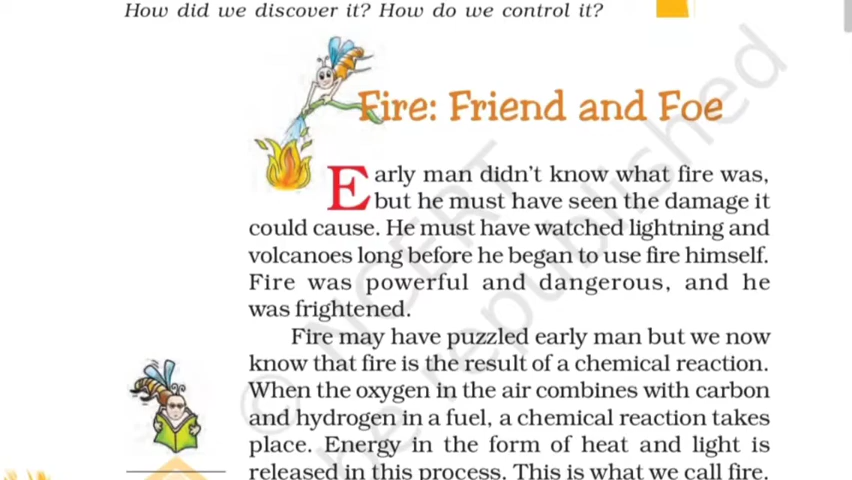 How did we discover it? How do we control it?
Fire: Friend and Foe
Early man didn't know what fire was,
but he must have seen the damage it
could cause. He must have watched lightning and
volcanoes long before he began to use fire himself.
Fire was powerful and dangerous, and he
was frightened.
Fire may have puzzled early man but we now
know that fire is the result of a chemical reaction.
When the oxygen in the air combines with carbon
and hydrogen in a fuel, a chemical reaction takes
place. Energy in the form of heat and light is
released in this process. This is what we call fire.
© NCERT
he republished